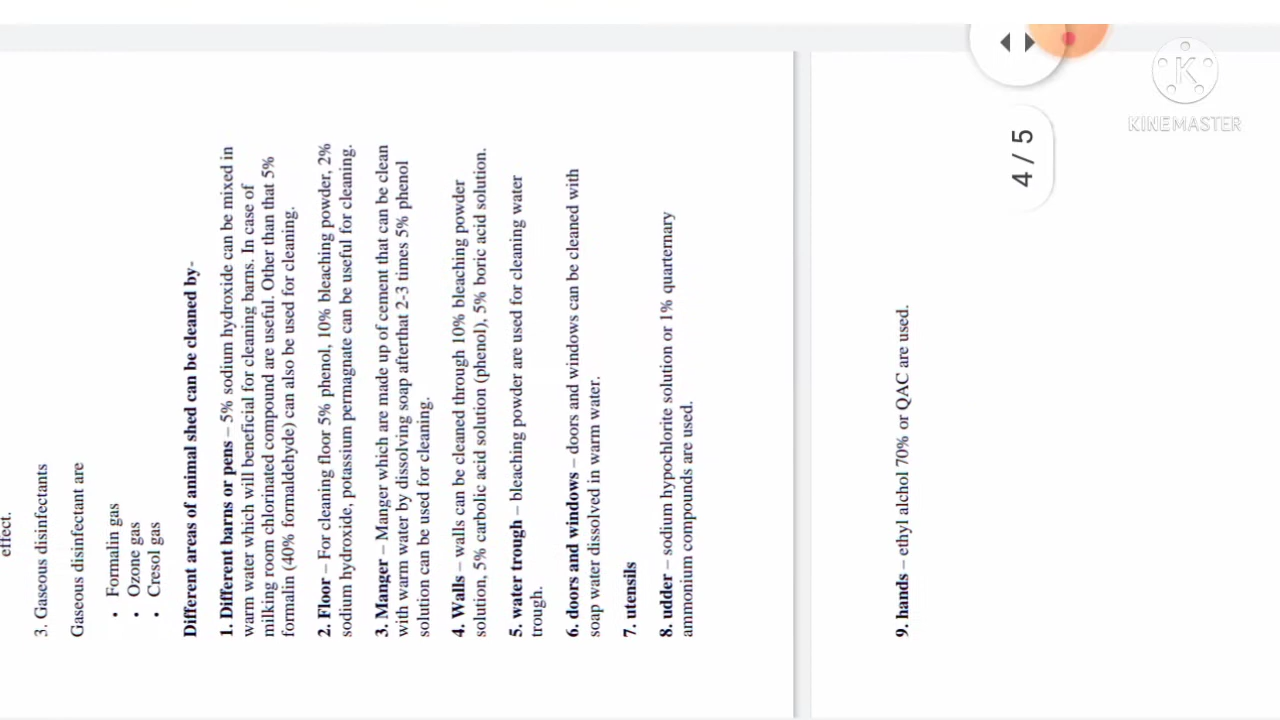 effect.
3. Gaseous disinfectants
Gaseous disinfectant are
• Formalin gas
• Ozone gas
• Cresol gas
Different areas of animal shed can be cleaned by-
1. Different barns or pens – 5% sodium hydroxide can be mixed in
warm water which will beneficial for cleaning barns. In case of
milking room chlorinated compound are useful. Other than that 5%
formalin (40% formaldehyde) can also be used for cleaning.
2. Floor – For cleaning floor 5% phenol, 10% bleaching powder, 2%
sodium hydroxide, potassium permagnate can be useful for cleaning.
3. Manger – Manger which are made up of cement that can be clean
with warm water by dissolving soap afterthat 2-3 times 5% phenol
solution can be used for cleaning.
4. Walls – walls can be cleaned through 10% bleaching powder
solution, 5% carbolic acid solution (phenol), 5% boric acid solution.
5. water trough – bleaching powder are used for cleaning water
trough.
6. doors and windows – doors and windows can be cleaned with
soap water dissolved in warm water.
7. utensils
8. udder – sodium hypochlorite solution or 1% quarternary
ammonium compounds are used.
9. hands – ethyl alchol 70% or QAC are used.
4 / 5
K
KINEMASTER